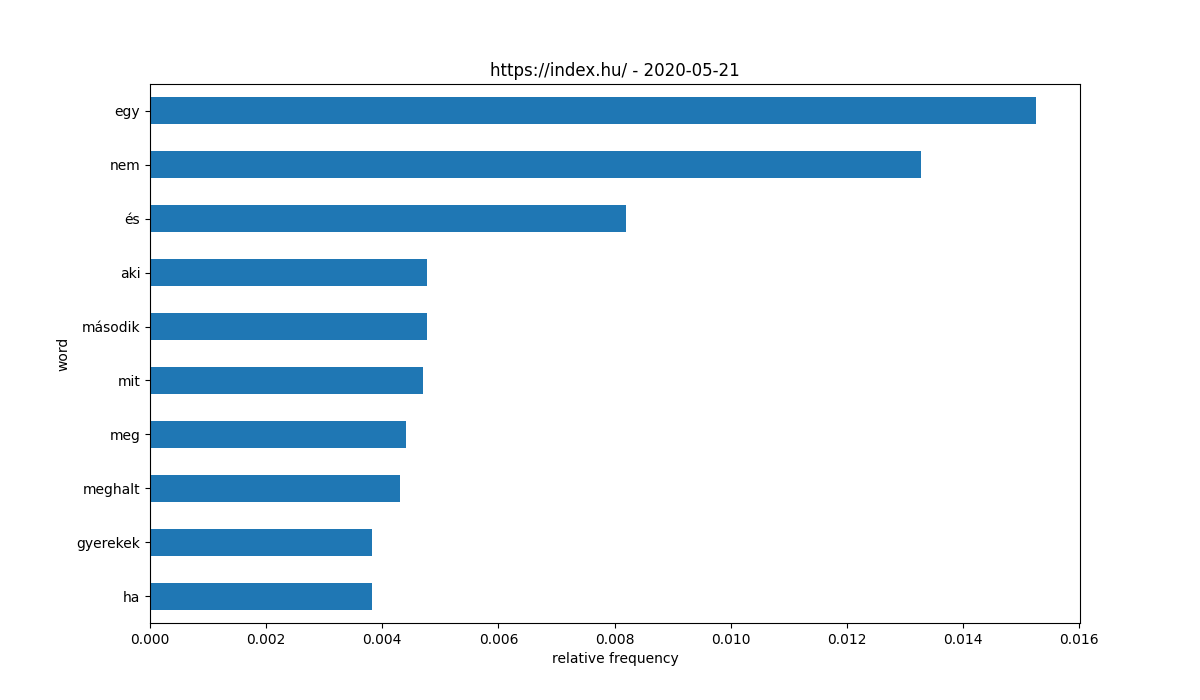 https://index.hu/ - 2020-05-21
egy
nem
és
aki
második
mit
meg
meghalt
gyerekek
ha
word
0.000 0.002 0.004 0.006 0.008 0.010 0.012 0.014 0.016
relative frequency